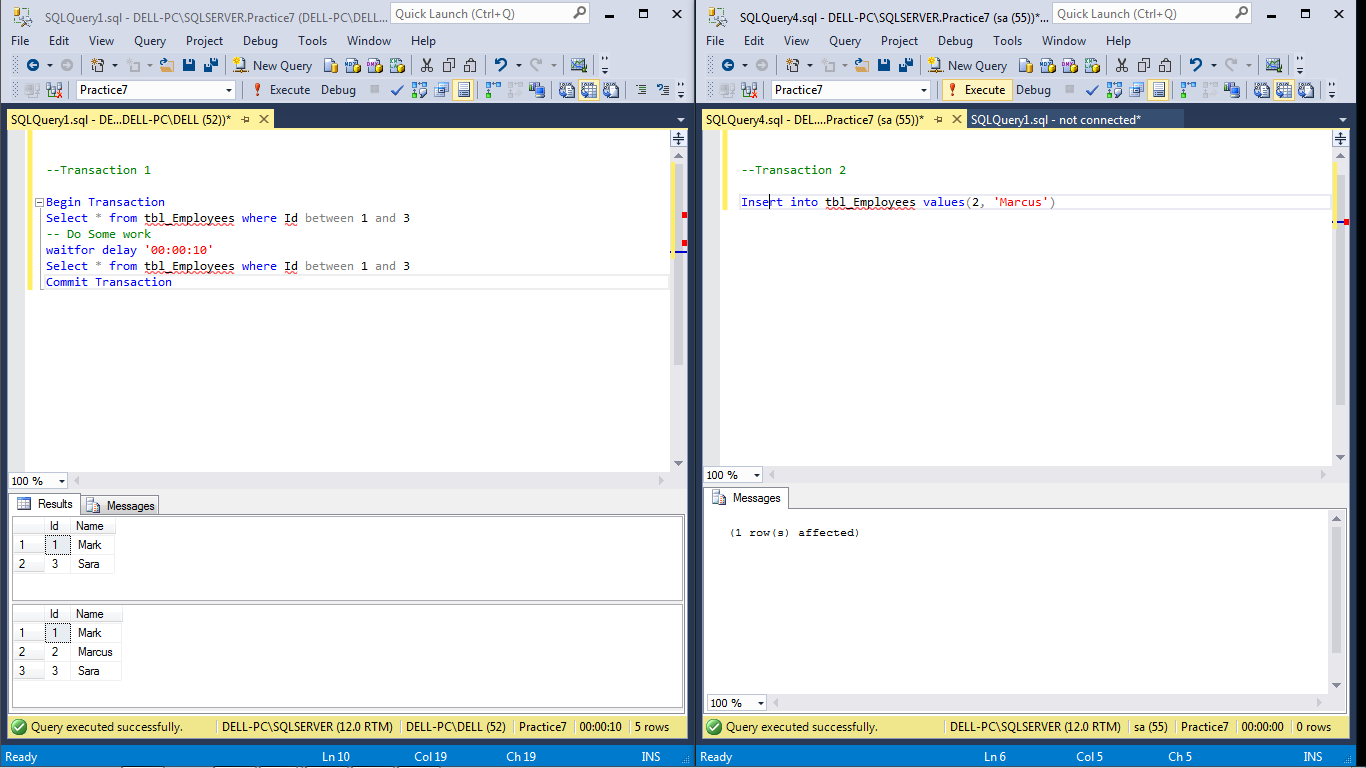 SQLQuery1.sql - DELL-PC\SQLSERVER.Practice7 (DELL-PC\DELL...
Quick Launch (Ctrl+Q)
File Edit View Query Project Debug Tools Window Help
New Query
Practice7 Execute Debug
SQLQuery1.sql - DE...DELL-PC\DELL (52))*
--Transaction 1
Begin Transaction
Select * from tbl_Employees where Id between 1 and 3
-- Do Some work
waitfor delay '00:00:10'
Select * from tbl_Employees where Id between 1 and 3
Commit Transaction
100 %
Results Messages
Id Name
1 1 Mark
2 3 Sara
Id Name
1 1 Mark
2 2 Marcus
3 3 Sara
Query executed successfully. DELL-PC\SQLSERVER (12.0 RTM) DELL-PC\DELL (52) Practice7 00:00:10 5 rows
Ready Ln 10 Col 19 Ch 19 INS
SQLQuery4.sql - DELL-PC\SQLSERVER.Practice7 (sa (55))*...
Quick Launch (Ctrl+Q)
File Edit View Query Project Debug Tools Window Help
New Query
Practice7 Execute Debug
SQLQuery4.sql - DEL....Practice7 (sa (55))* SQLQuery1.sql - not connected*
--Transaction 2
Insert into tbl_Employees values(2, 'Marcus')
100 %
Messages
(1 row(s) affected)
100 %
Query executed successfully. DELL-PC\SQLSERVER (12.0 RTM) sa (55) Practice7 00:00:00 0 rows
Ready Ln 6 Col 5 Ch 5 INS